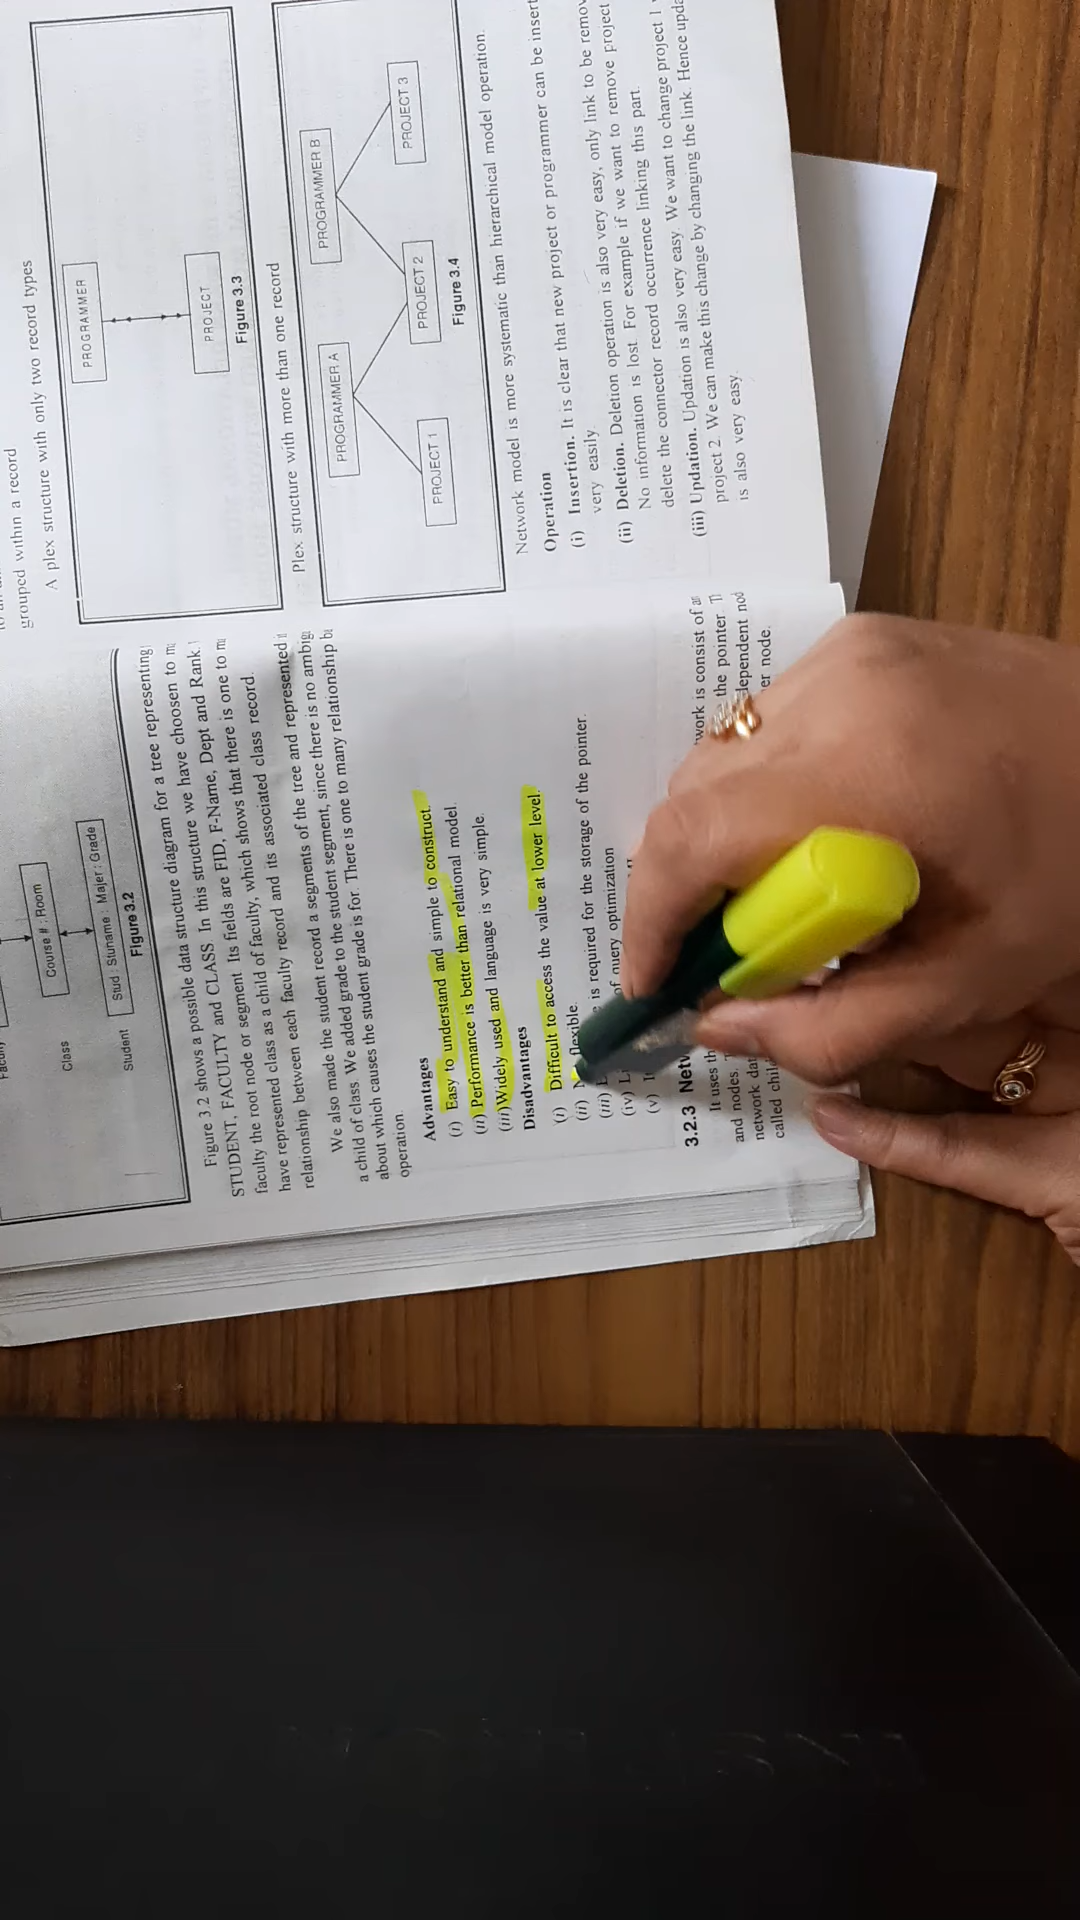 Course # : Room
Class
Stud : Stuname : Majer : Grade
Student
Figure 3.2
Figure 3.2 shows a possible data structure diagram for a tree representing
STUDENT, FACULTY and CLASS In this structure we have choosen to
faculty the root node or segment Its fields are FID, F-Name, Dept and Rank.
have represented class as a child of faculty, which shows that there is one to
relationship between each faculty record and its associated class record.
We also made the student record a segments of the tree and represented
a child of class. We added grade to the student segment, since there is no
about which causes the student grade is for. There is one to many relationship
operation.
Advantages
(i) Easy to understand and simple to construct.
(ii) Performance is better than relational model.
(iii) Widely used and language is very simple.
Disadvantages
(i) Difficult to access the value at lower level.
(ii) flexible.
(iii) is required for the storage of the pointer.
(iv) of query optimization
(v)
3.2.3
It uses work is consist of
and nodes. the pointer.
network
called er node.
grouped within a record
A plex structure with only two record types
PROGRAMMER
PROJECT
Figure 3.3
Plex structure with more than one record
PROGRAMMER A PROGRAMMER B
PROJECT 1 PROJECT 2 PROJECT 3
Figure 3.4
Network model is more systematic than hierarchical model operation.
Operation
(i) Insertion. It is clear that new project or programmer can be
very easily.
(ii) Deletion. Deletion operation is also very easy, only link to be
No information is lost. For example if we want to remove project
delete the connector record occurrence linking this part.
(iii) Updation. Updation is also very easy. We want to change project 1
project 2. We can make this change by changing the link. Hence
is also very easy.